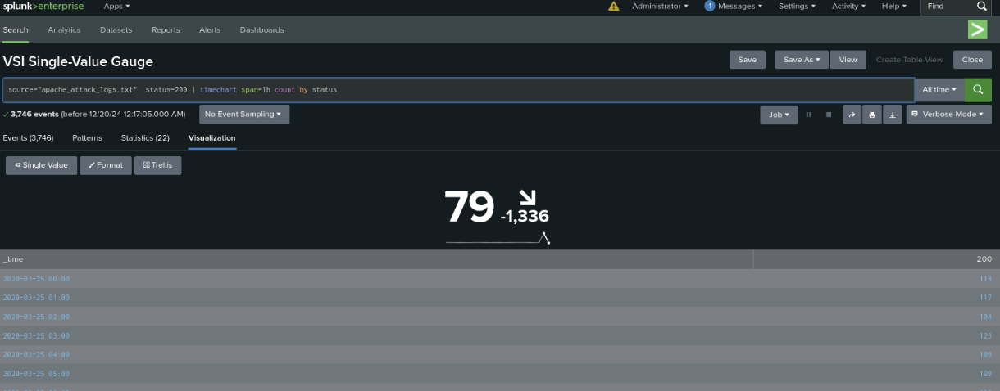 splunk>enterprise Apps Administrator 1 Messages Settings Activity Help Find
Search Analytics Datasets Reports Alerts Dashboards
VSI Single-Value Gauge Save Save As View Create Table View Close
source="apache_attack_logs.txt" status=200 | timechart span=1h count by status All time
✓ 3,746 events (before 12/20/24 12:17:05.000 AM) No Event Sampling Job Verbose Mode
Events (3,746) Patterns Statistics (22) Visualization
42 Single Value Format Trellis
79 -1,336
_time 200
2020-03-25 00:00 113
2020-03-25 01:00 117
2020-03-25 02:00 108
2020-03-25 03:00 123
2020-03-25 04:00 109
2020-03-25 05:00 109